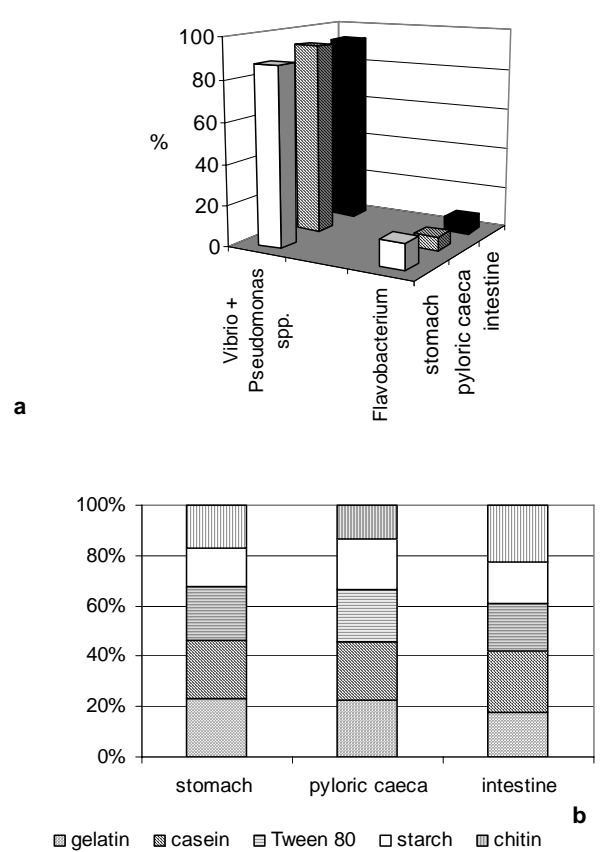 100
80
60
%
40
20
0
Vibrio +
Pseudomonas
spp.
Flavobacterium
stomach
pyloric caeca
intestine
a
100%
80%
60%
40%
20%
0%
stomach pyloric caeca intestine
b
gelatin casein Tween 80 starch chitin